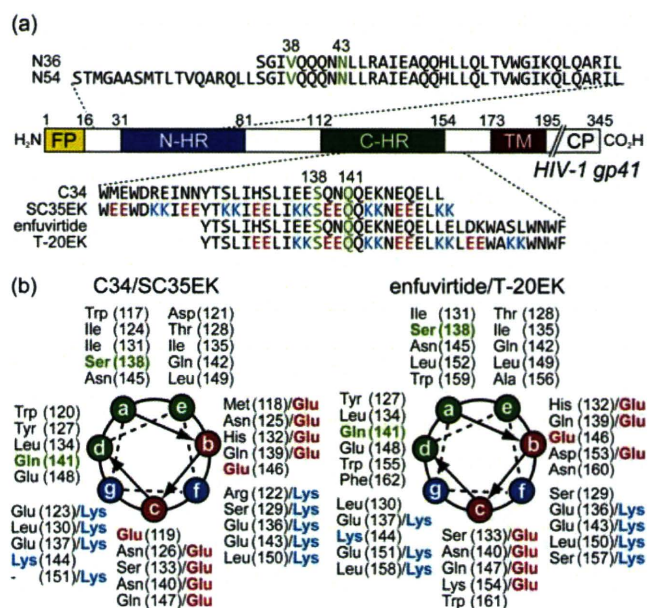 (a)
38 43
N36 SGIVQQQNNLLRAIEAQQHLLQLTVWGIKQLQARIL
N54 STMGAASMTLTVQARQLLSGIVQQQNNLLRAIEAQQHLLQLTVWGIKQLQARIL
1 16 31 81 112 154 173 195 345
H₂N FP N-HR C-HR TM CP CO₂H
HIV-1 gp41
138 141
C34 WMEWDREINNYTSLIHSLIEESQNQQEKNEQELL
SC35EK WEEWDKKIEEYTKKIEELIKKSEEQQKKNEEELKK
enfuvirtide YTSLIHSLIEESQNQQEKNEQELLELDKWASLWNWF
T-20EK YTSLIEELIKKSEEQQKKNEEELKKLEEWAKKWNWF
(b) C34/SC35EK
Trp (117) Asp (121)
Ile (124) Thr (128)
Ile (131) Ile (135)
Ser (138) Gln (142)
Asn (145) Leu (149)
Trp (120)
Tyr (127)
Leu (134)
Gln (141)
Glu (148)
a e
d b
g f
c
Met (118)/Glu
Asn (125)/Glu
His (132)/Glu
Gln (139)/Glu
Glu (146)
Glu (123)/Lys
Leu (130)/Lys
Glu (137)/Lys
Lys (144)
- (151)/Lys
Glu (119)
Asn (126)/Glu
Ser (133)/Glu
Asn (140)/Glu
Gln (147)/Glu
Arg (122)/Lys
Ser (129)/Lys
Glu (136)/Lys
Glu (143)/Lys
Leu (150)/Lys
enfuvirtide/T-20EK
Ile (131) Thr (128)
Ser (138) Ile (135)
Asn (145) Gln (142)
Leu (152) Leu (149)
Trp (159) Ala (156)
Tyr (127)
Leu (134)
Gln (141)
Glu (148)
Trp (155)
Phe (162)
a e
d b
g f
c
His (132)/Glu
Gln (139)/Glu
Glu (146)
Asp (153)/Glu
Asn (160)
Leu (130)
Glu (137)/Lys
Lys (144)
Glu (151)/Lys
Leu (158)/Lys
Ser (133)/Glu
Asn (140)/Glu
Gln (147)/Glu
Lys (154)/Glu
Trp (161)
Ser (129)
Glu (136)/Lys
Glu (143)/Lys
Leu (150)/Lys
Ser (157)/Lys